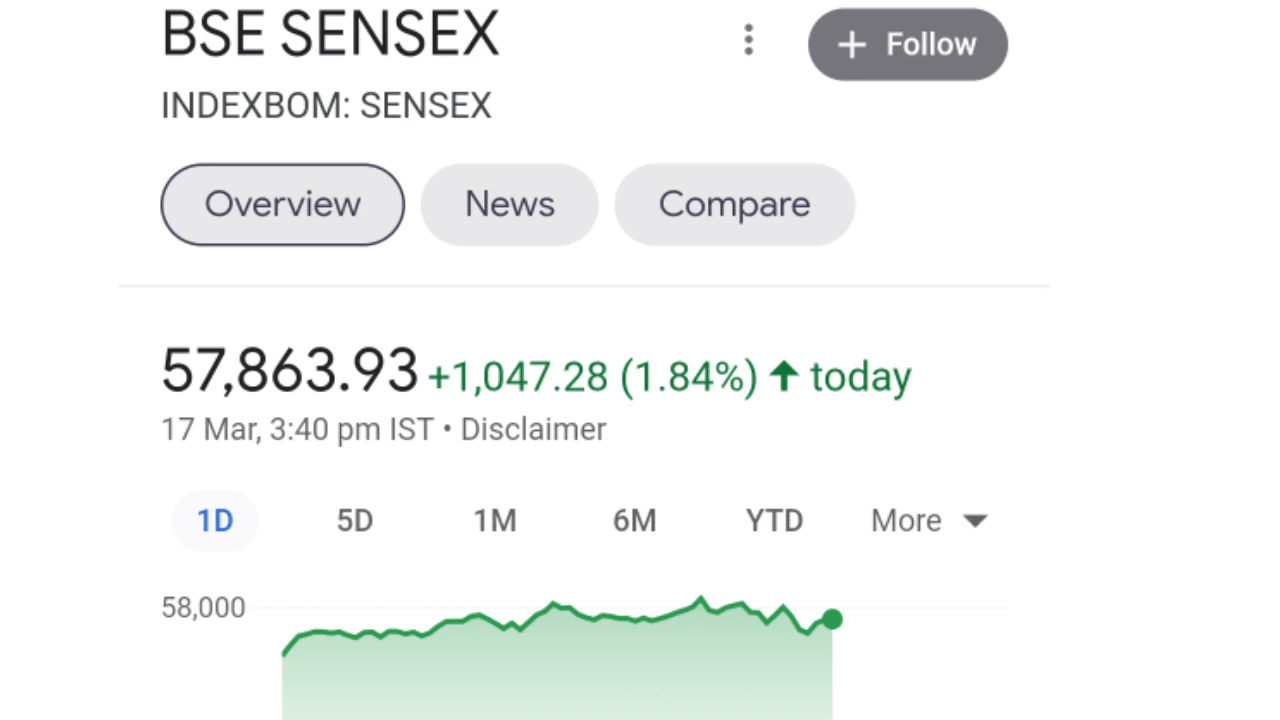 BSE SENSEX
+ Follow
INDEXBOM: SENSEX
Overview News Compare
57,863.93 +1,047.28 (1.84%) ↑ today
17 Mar, 3:40 pm IST • Disclaimer
1D 5D 1M 6M YTD More
58,000